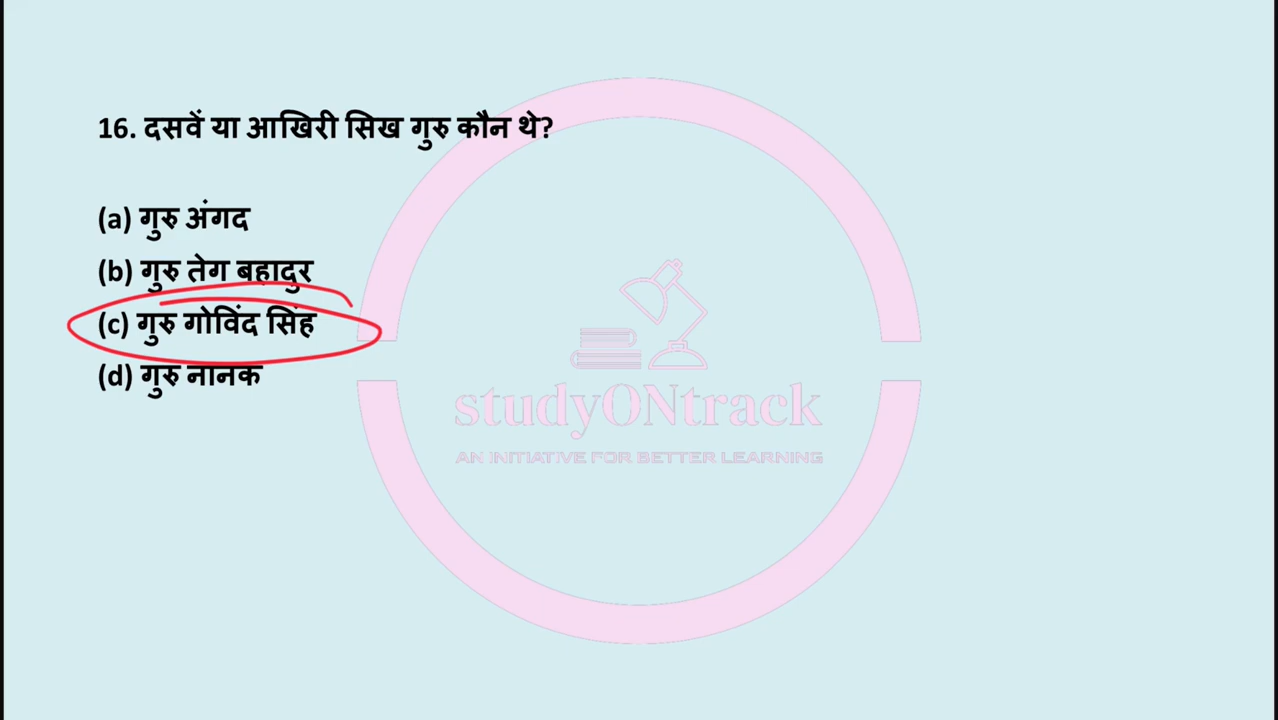 16. दसवें या आखिरी सिख गुरु कौन थे?
(a) गुरु अंगद
(b) गुरु तेग बहादुर
(c) गुरु गोविंद सिंह
(d) गुरु नानक
studyONtrack
AN INITIATIVE FOR BETTER LEARNING